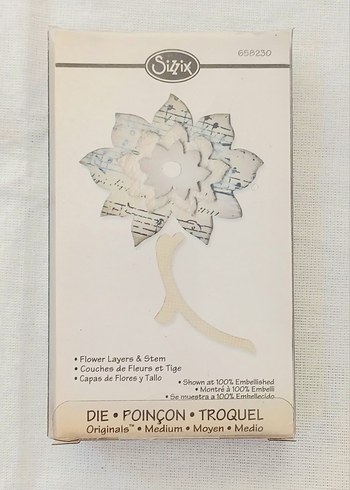 Sizzix
658230
• Flower Layers & Stem
• Couches de Fleurs et Tige
• Capas de Flores y Tallo
• Shown at 100% Embellished
• Montré à 100% Embelli
• Se muestra a 100% Embellecido
DIE • POINÇON • TROQUEL
Originals™ • Medium • Moyen • Medio